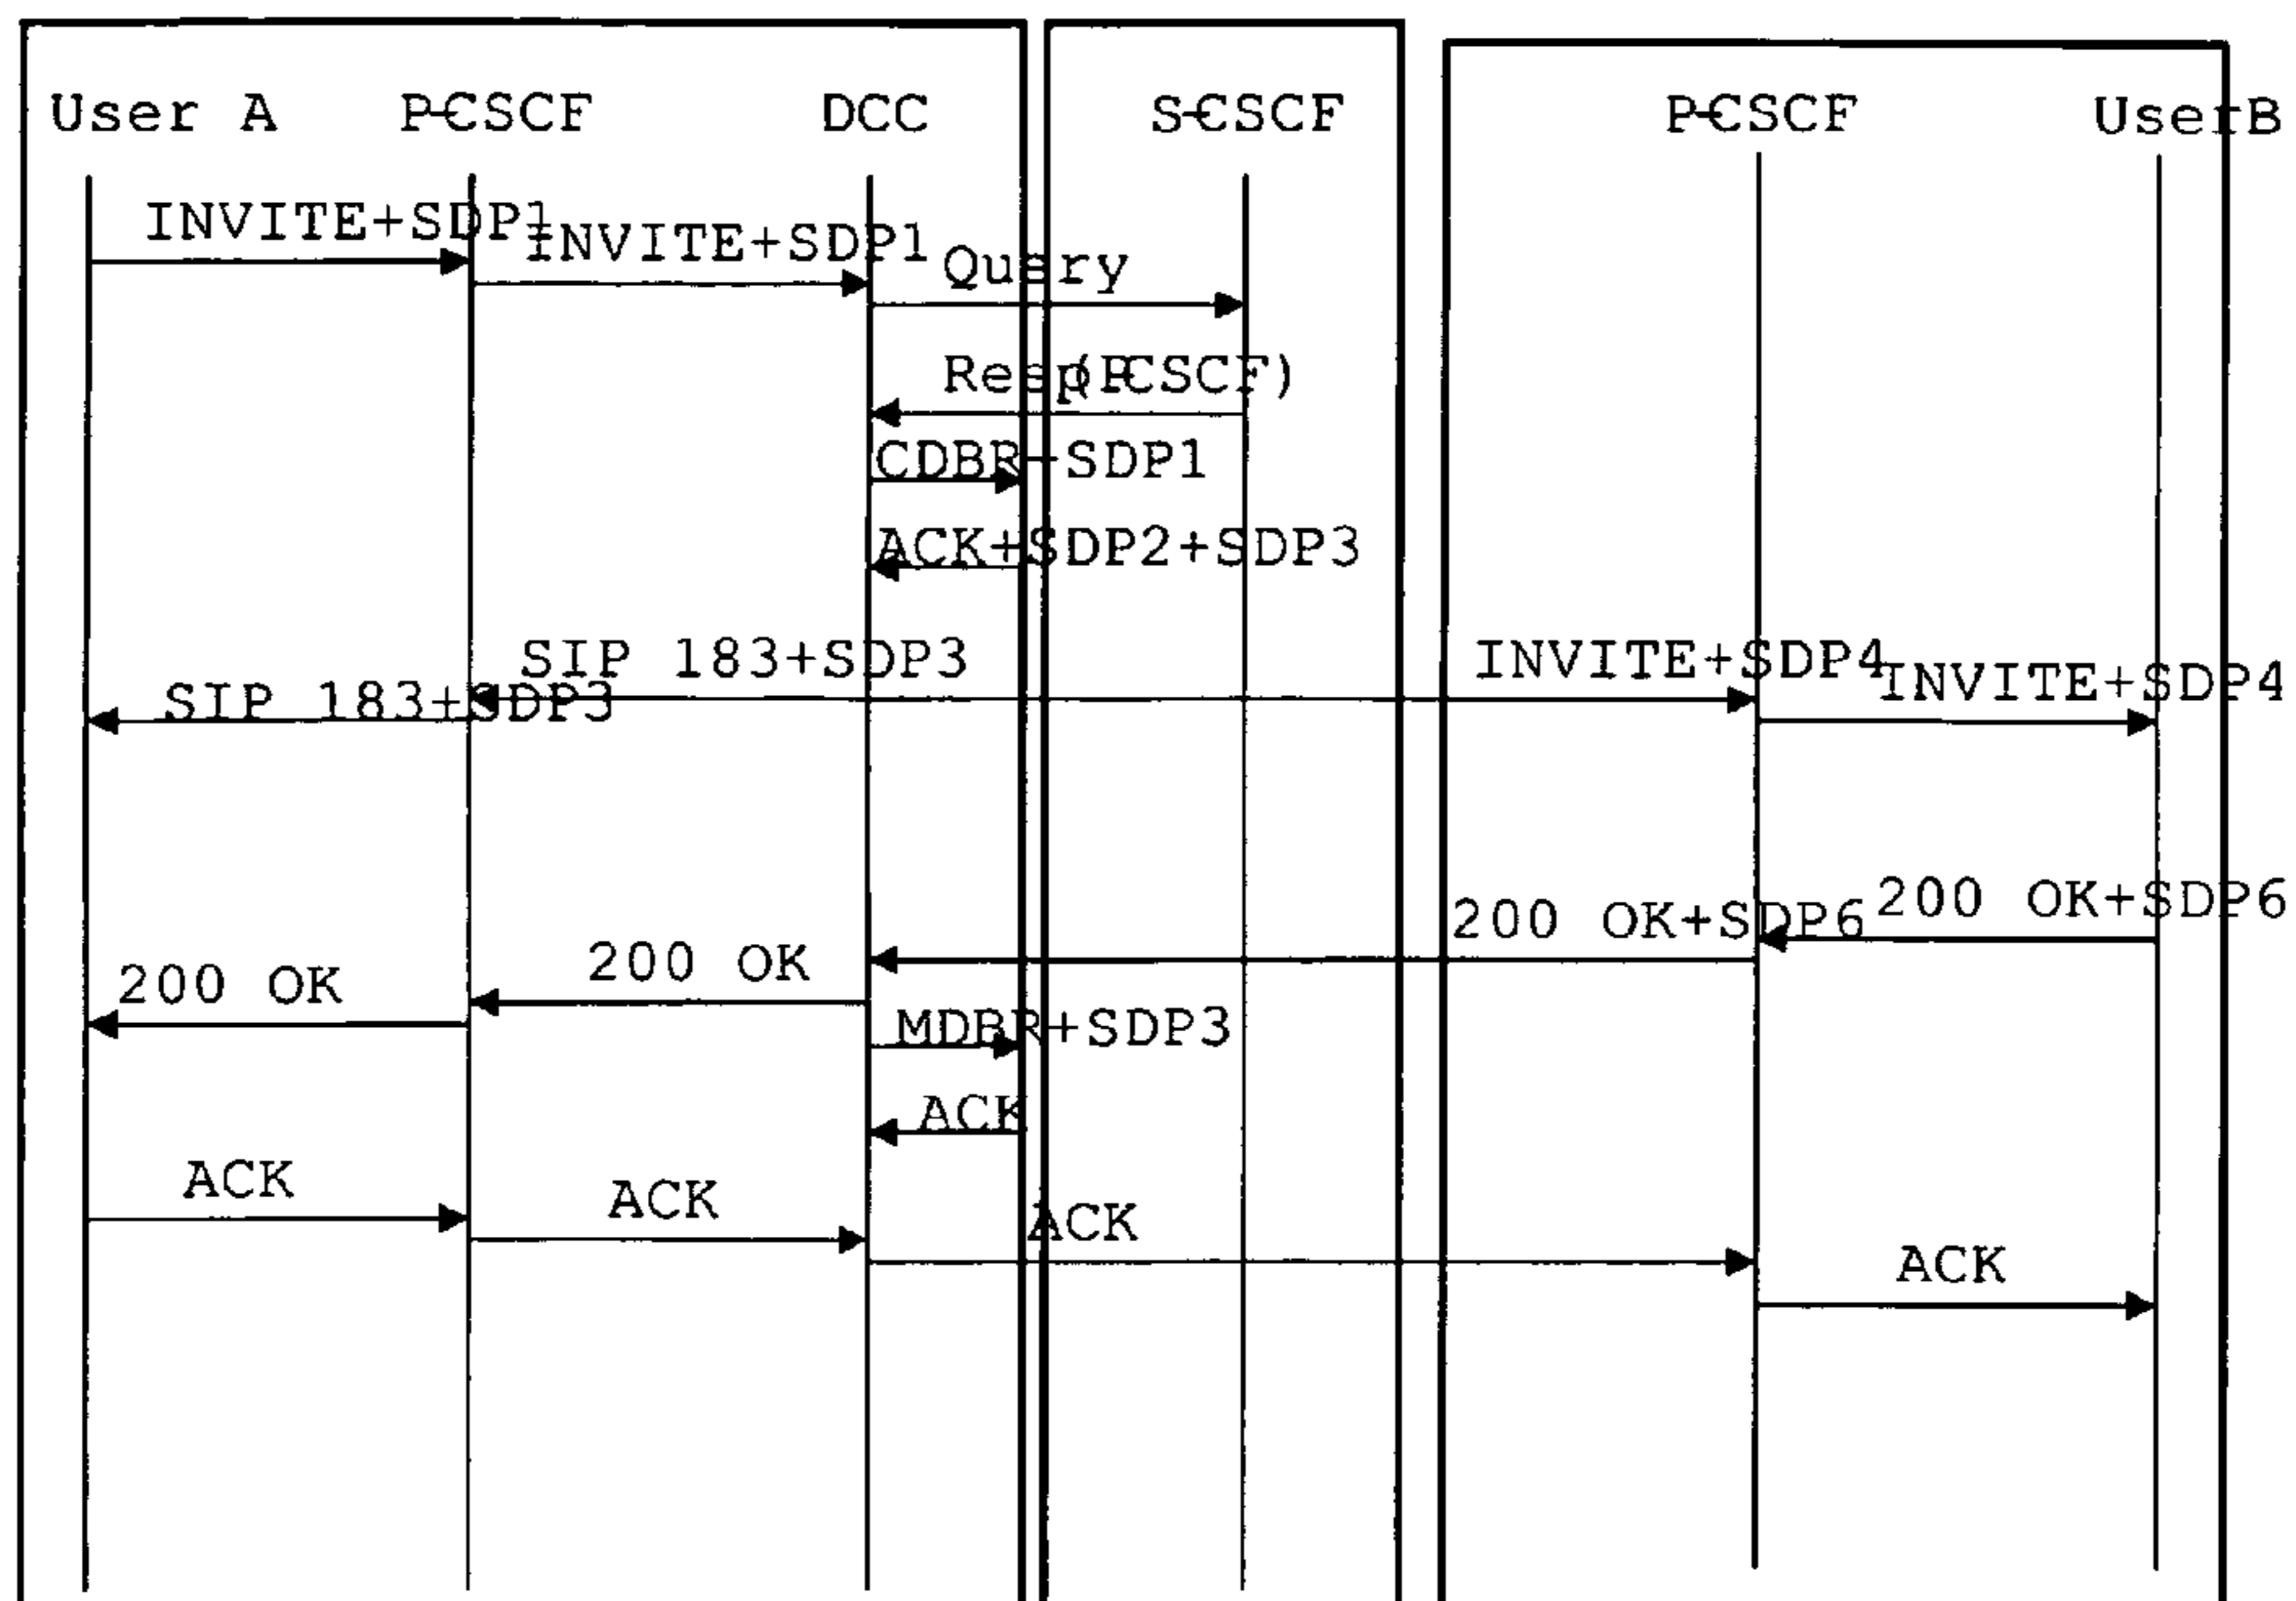 User A
P-CSCF
DCC
S-CSCF
P-CSCF
UserB
INVITE+SDP1
INVITE+SDP1
Query
Resp(P-CSCF)
CDBR+SDP1
ACK+SDP2+SDP3
SIP 183+SDP3
INVITE+SDP4
INVITE+SDP4
SIP 183+SDP3
200 OK+SDP6
200 OK+SDP6
200 OK
200 OK
MDBR+SDP3
ACK
ACK
ACK
ACK
ACK